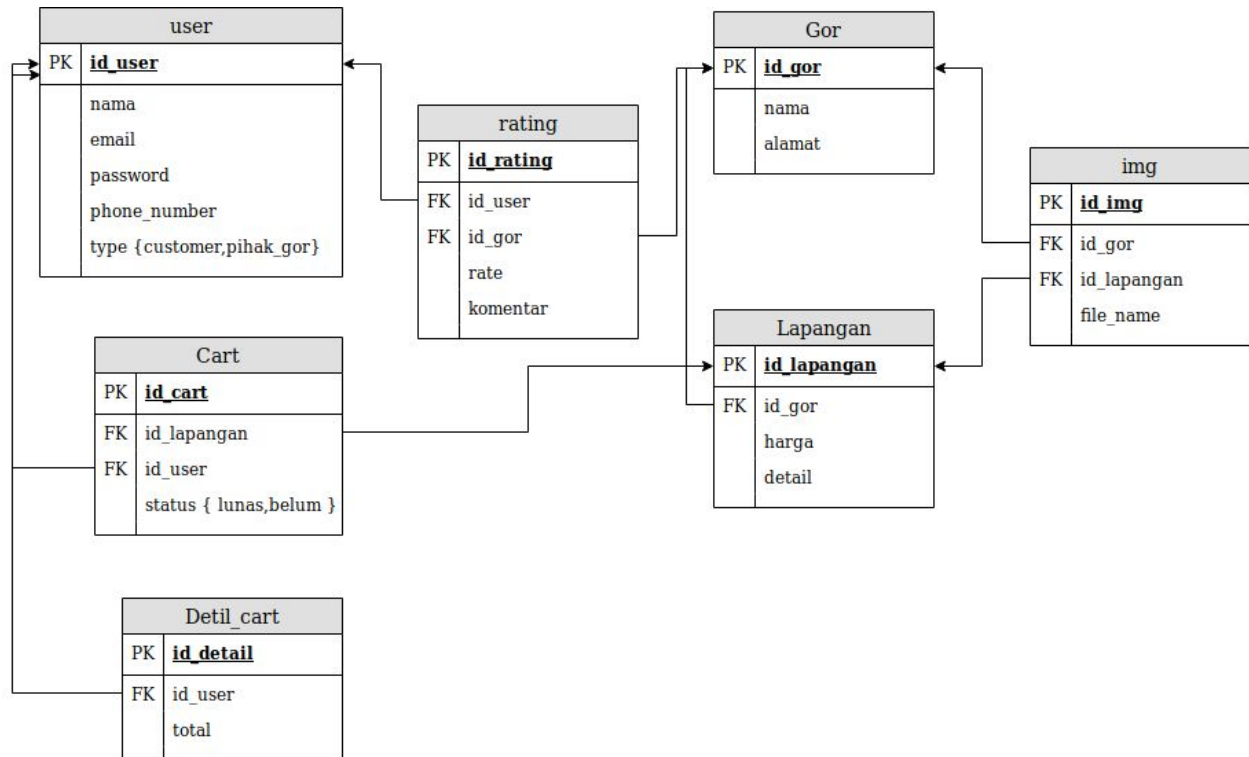 user
PK id_user
nama
email
password
phone_number
type {customer,pihak_gor}
rating
PK id_rating
FK id_user
FK id_gor
rate
komentar
Gor
PK id_gor
nama
alamat
img
PK id_img
FK id_gor
FK id_lapangan
file_name
Cart
PK id_cart
FK id_lapangan
FK id_user
status { lunas,belum }
Lapangan
PK id_lapangan
FK id_gor
harga
detail
Detil_cart
PK id_detail
FK id_user
total